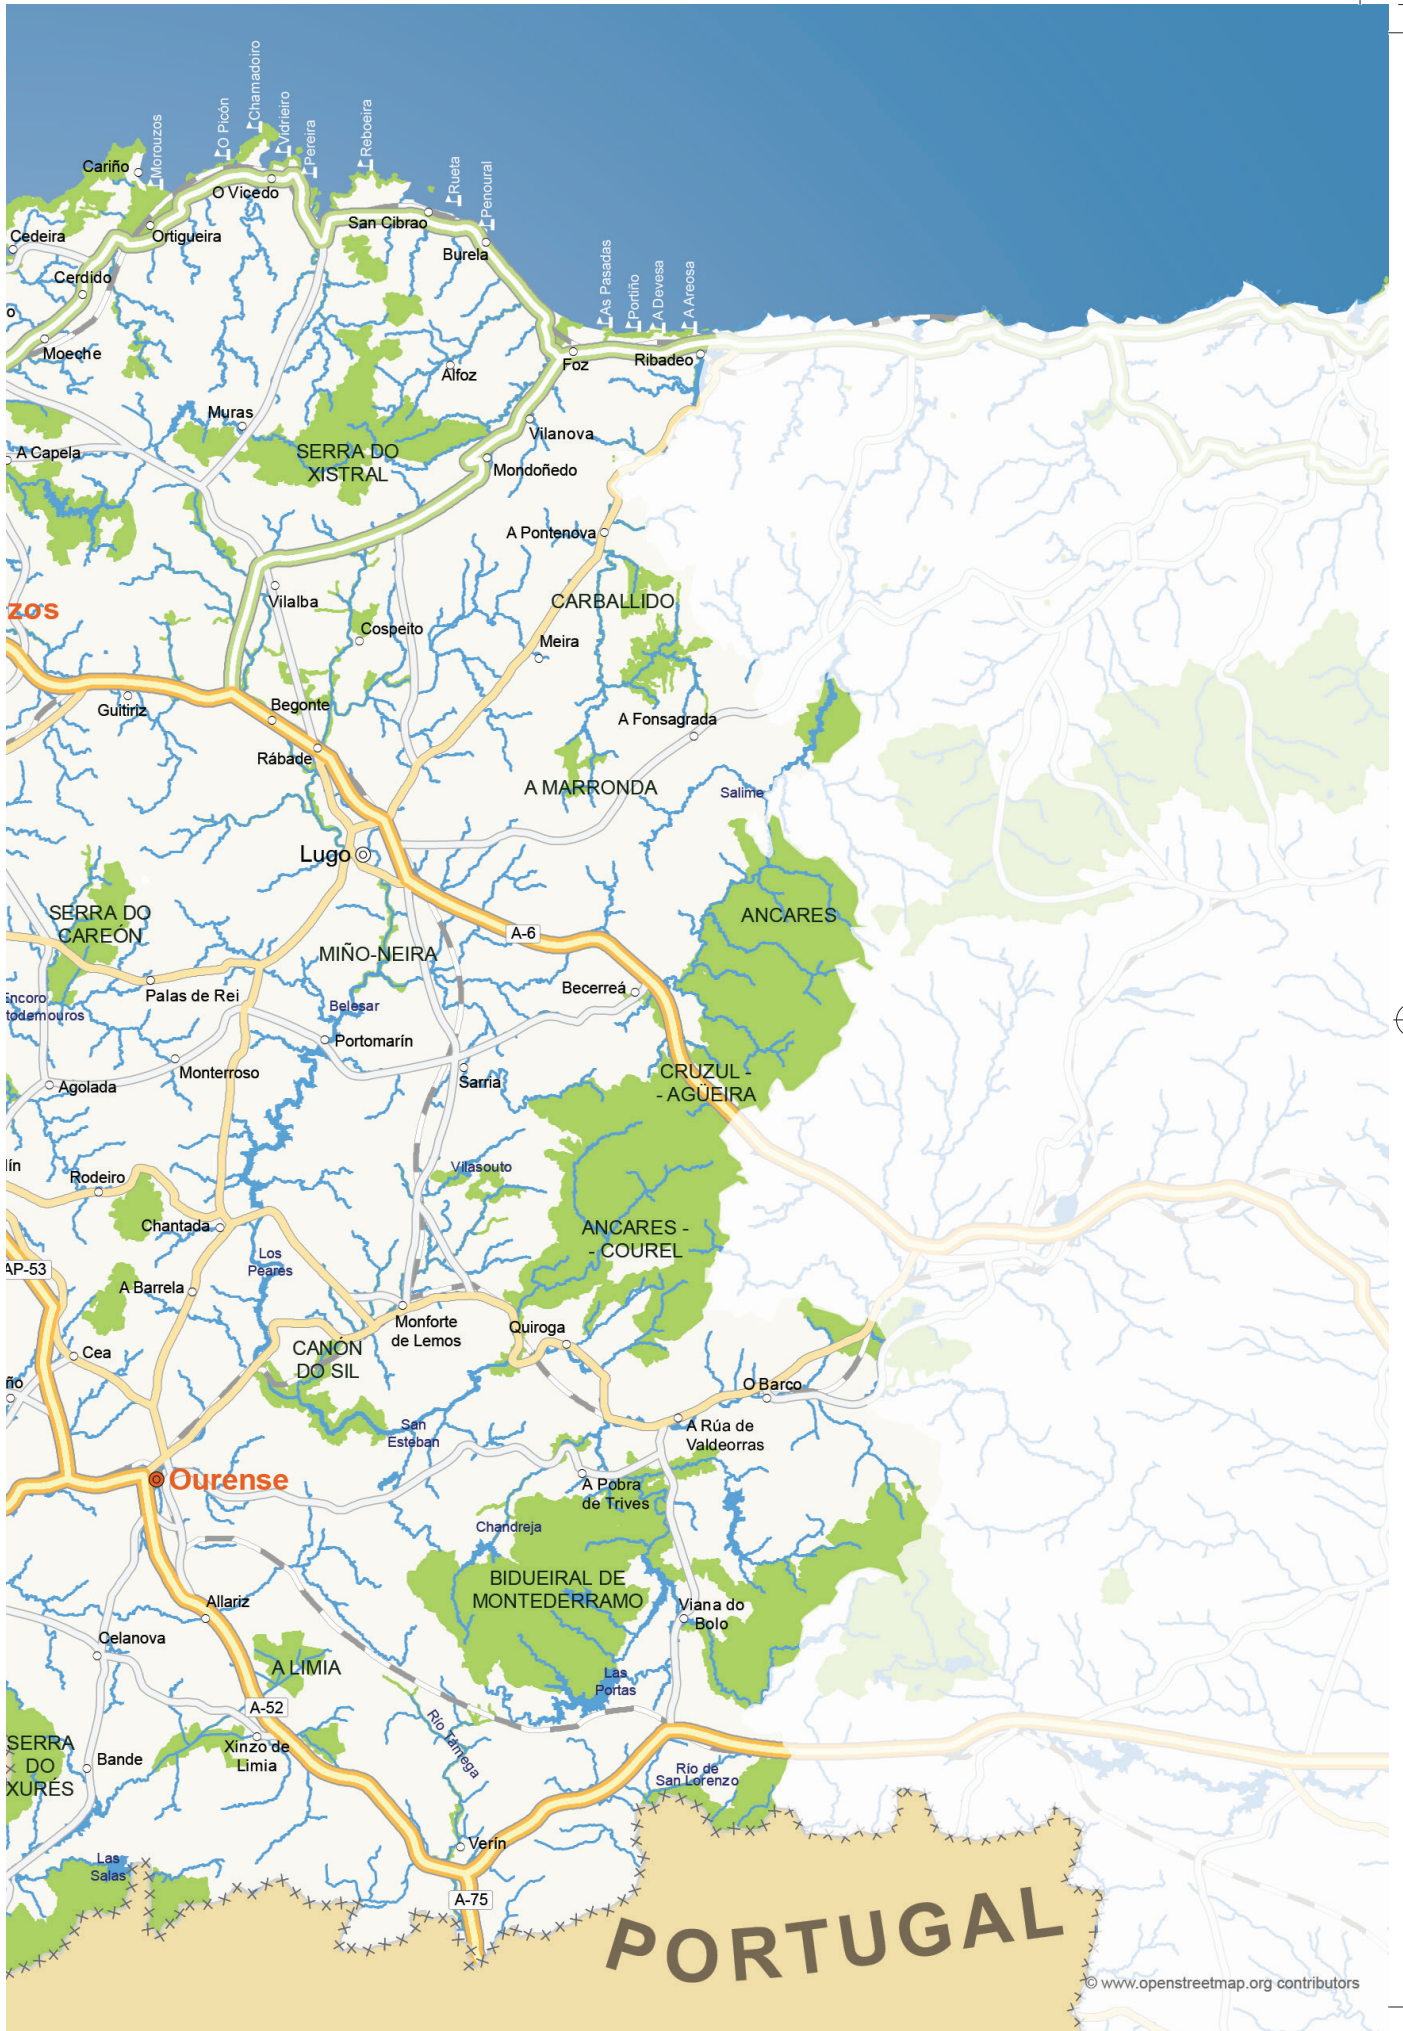 Chamadoiro
O Picón
Vidrieiro
Pereira
Reboeira
Morouzos
Rueta
Penoural
Cariño
O Vicedo
San Cibrao
Cedeira
Ortigueira
Burela
Cerdido
As Pasadas
Portiño
A Devesa
A Areosa
o
Moeche
Foz
Ribadeo
Alfoz
Muras
Vilanova
A Capela
SERRA DO
XISTRAL
Mondoñedo
A Pontenova
Vilalba
CARBALLIDO
zos
Cospeito
Meira
Guitiriz
Begonte
A Fonsagrada
Rábade
A MARRONDA
Salime
Lugo
SERRA DO
CAREÓN
ANCARES
A-6
MIÑO-NEIRA
Palas de Rei
Becerreá
Encoro
todemouros
Belesar
Portomarín
Monterroso
CRUZUL -
- AGÜEIRA
Agolada
Sarria
lín
Rodeiro
Vilasouto
Chantada
ANCARES -
- COUREL
Los
Peares
AP-53
A Barrela
Monforte
de Lemos
Quiroga
Cea
CANÓN
DO SIL
ño
O Barco
San
Esteban
A Rúa de
Valdeorras
Ourense
A Pobra
de Trives
Chandreja
BIDUEIRAL DE
MONTEDERRAMO
Allariz
Viana do
Bolo
Celanova
A LIMIA
Las
Portas
A-52
Río Támega
SERRA
DO
XURÉS
Xinzo de
Limia
Bande
Río de
San Lorenzo
Verín
Las
Salas
A-75
PORTUGAL
© www.openstreetmap.org contributors